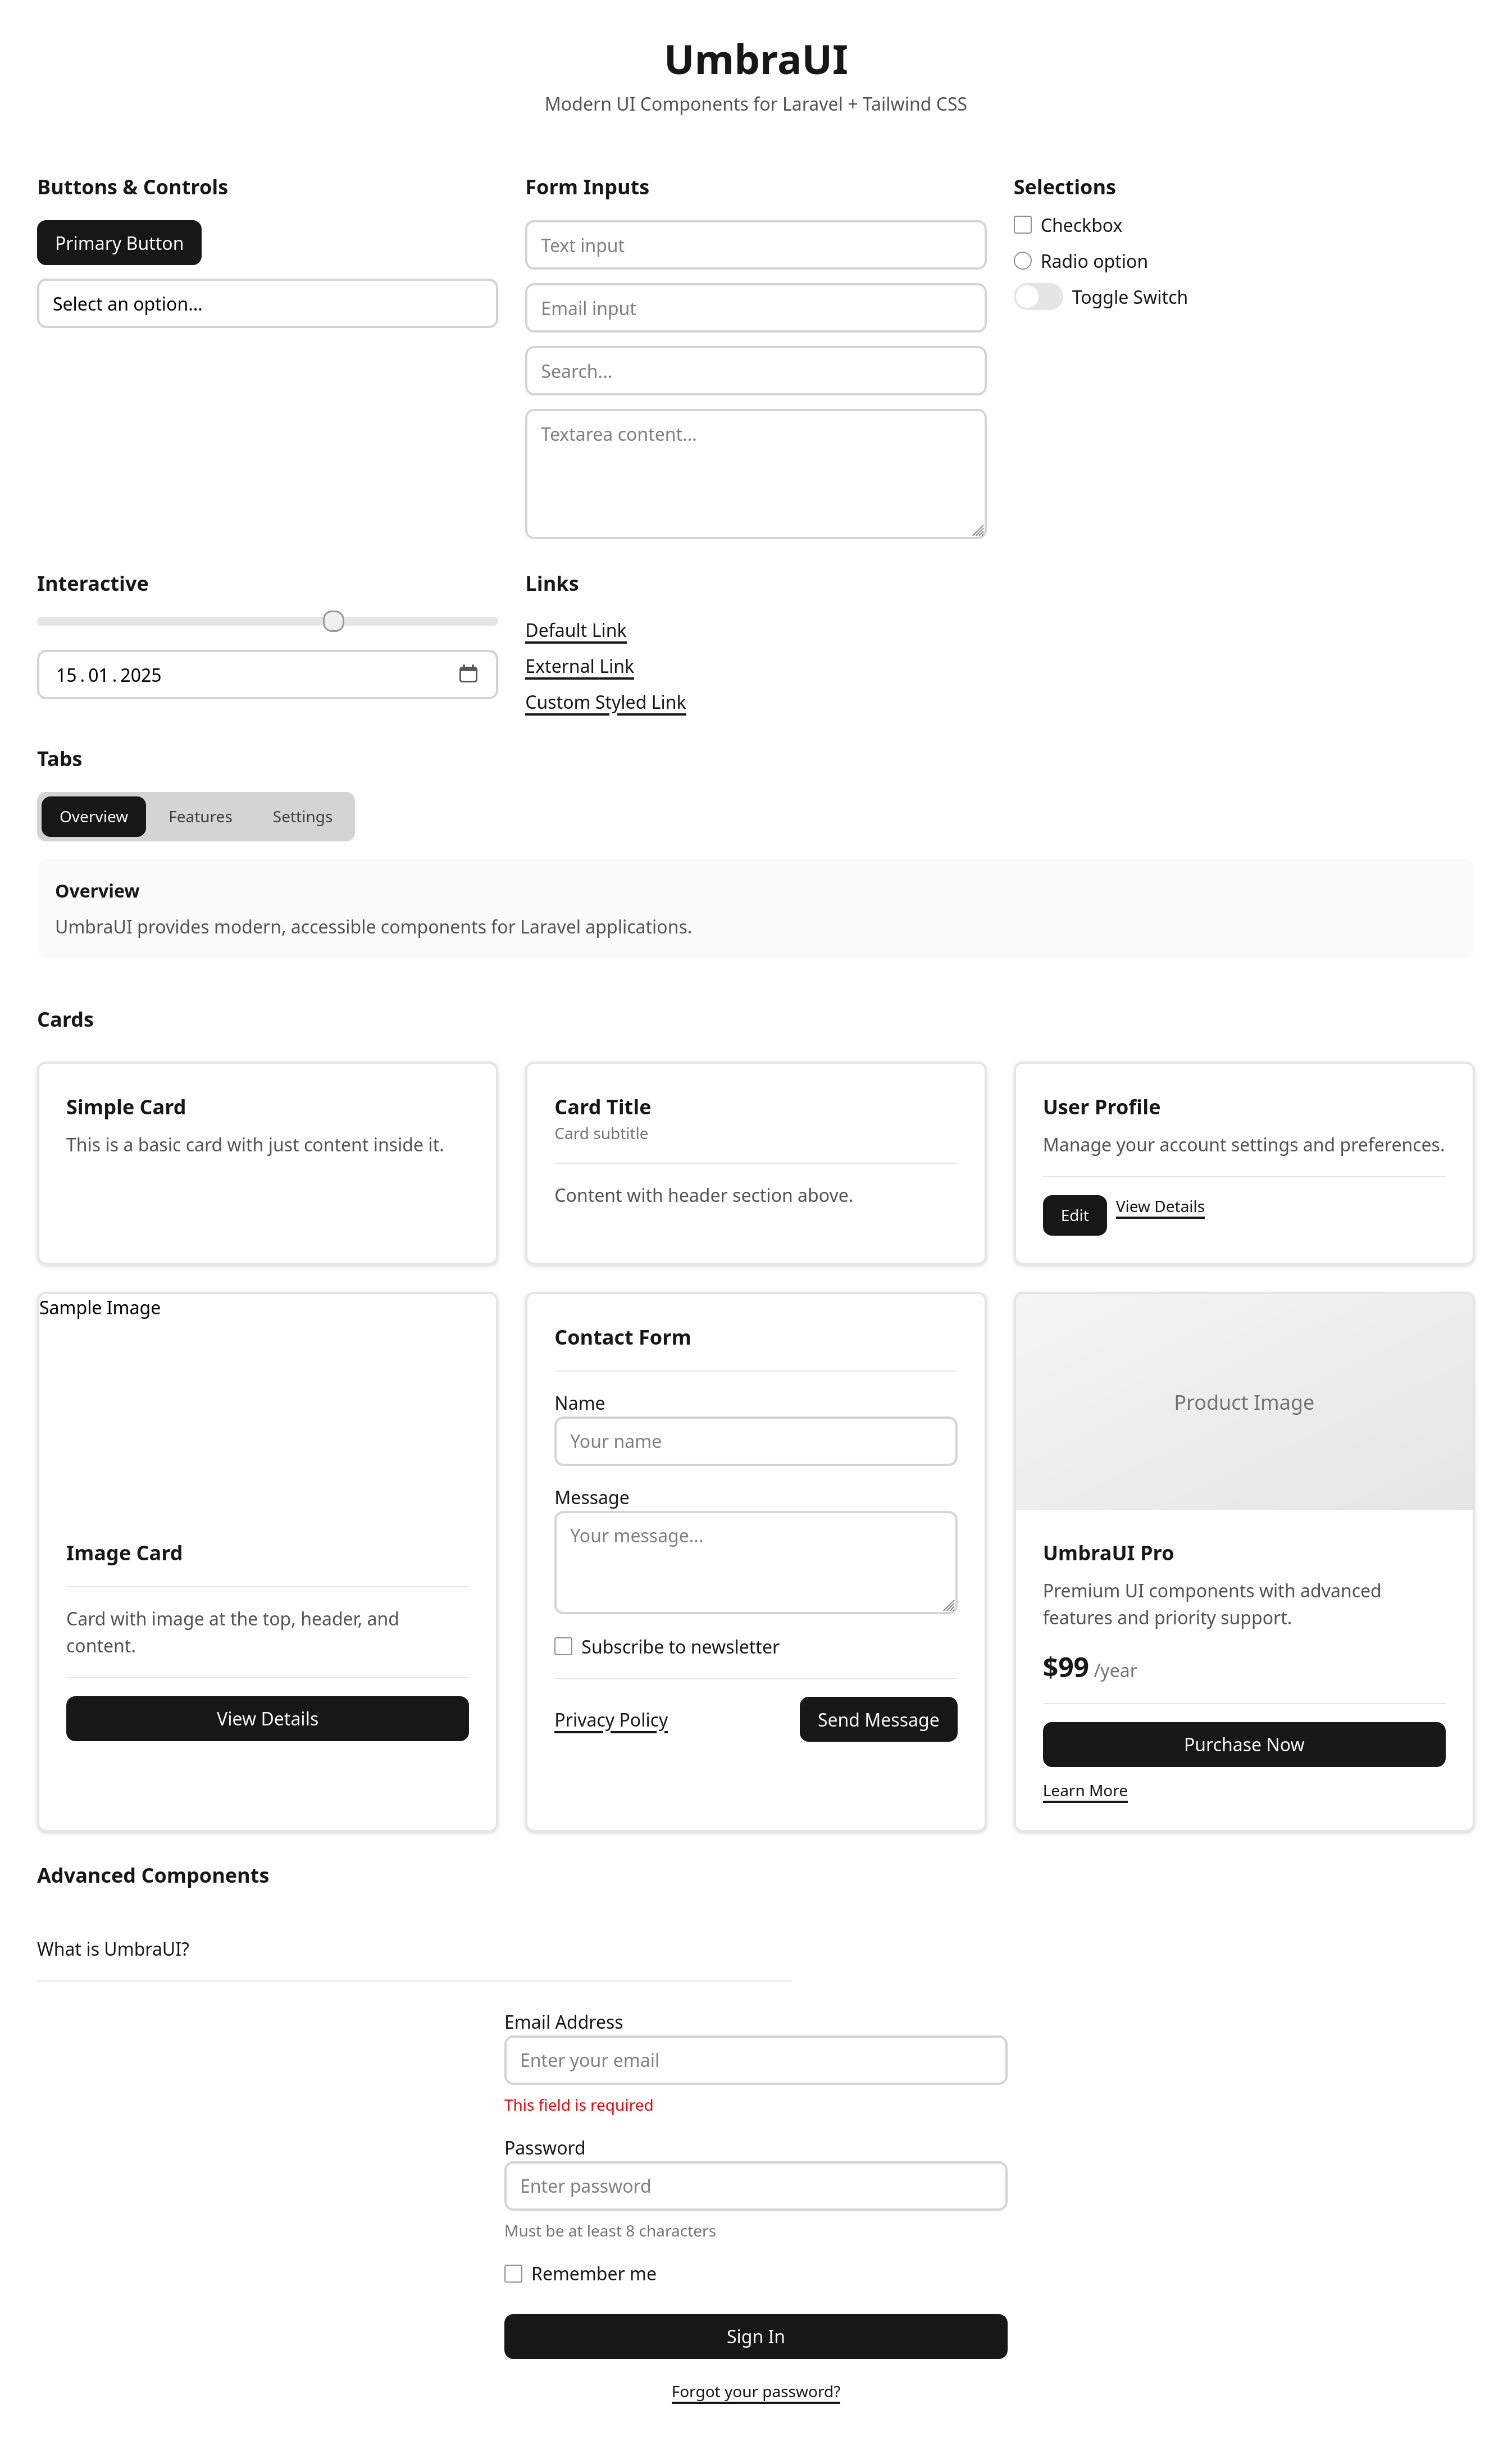 UmbraUI
Modern UI Components for Laravel + Tailwind CSS
Buttons & Controls
Primary Button
Select an option...
Form Inputs
Text input
Email input
Search...
Textarea content...
Selections
Checkbox
Radio option
Toggle Switch
Interactive
15.01.2025
Links
Default Link
External Link
Custom Styled Link
Tabs
Overview
Features
Settings
Overview
UmbraUI provides modern, accessible components for Laravel applications.
Cards
Simple Card
This is a basic card with just content inside it.
Card Title
Card subtitle
Content with header section above.
User Profile
Manage your account settings and preferences.
Edit
View Details
Sample Image
Image Card
Card with image at the top, header, and
content.
View Details
Contact Form
Name
Your name
Message
Your message...
Subscribe to newsletter
Privacy Policy
Send Message
Product Image
UmbraUI Pro
Premium UI components with advanced
features and priority support.
$99 /year
Purchase Now
Learn More
Advanced Components
What is UmbraUI?
Email Address
Enter your email
This field is required
Password
Enter password
Must be at least 8 characters
Remember me
Sign In
Forgot your password?